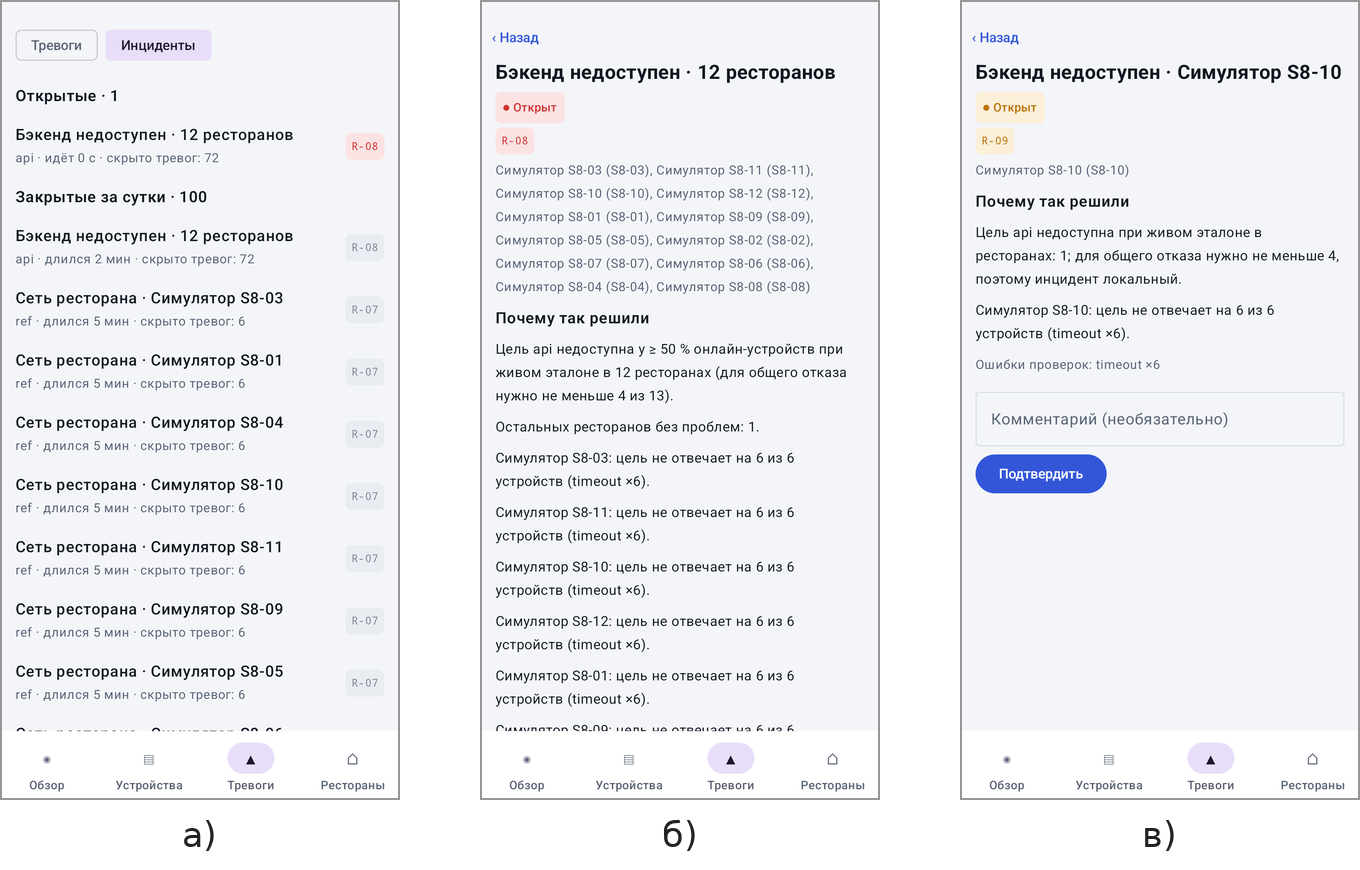 Тревоги
Инциденты
Открытые · 1
Бэкенд недоступен · 12 ресторанов
api · идёт 0 с · скрыто тревог: 72
R-08
Закрытые за сутки · 100
Бэкенд недоступен · 12 ресторанов
api · длился 2 мин · скрыто тревог: 72
R-08
Сеть ресторана · Симулятор S8-03
ref · длился 5 мин · скрыто тревог: 6
R-07
Сеть ресторана · Симулятор S8-01
ref · длился 5 мин · скрыто тревог: 6
R-07
Сеть ресторана · Симулятор S8-04
ref · длился 5 мин · скрыто тревог: 6
R-07
Сеть ресторана · Симулятор S8-10
ref · длился 5 мин · скрыто тревог: 6
R-07
Сеть ресторана · Симулятор S8-11
ref · длился 5 мин · скрыто тревог: 6
R-07
Сеть ресторана · Симулятор S8-09
ref · длился 5 мин · скрыто тревог: 6
R-07
Сеть ресторана · Симулятор S8-05
ref · длился 5 мин · скрыто тревог: 6
R-07
Обзор
Устройства
Тревоги
Рестораны
а)
‹ Назад
Бэкенд недоступен · 12 ресторанов
Открыт
R-08
Симулятор S8-03 (S8-03), Симулятор S8-11 (S8-11),
Симулятор S8-10 (S8-10), Симулятор S8-12 (S8-12),
Симулятор S8-01 (S8-01), Симулятор S8-09 (S8-09),
Симулятор S8-05 (S8-05), Симулятор S8-02 (S8-02),
Симулятор S8-07 (S8-07), Симулятор S8-06 (S8-06),
Симулятор S8-04 (S8-04), Симулятор S8-08 (S8-08)
Почему так решили
Цель api недоступна у ≥ 50 % онлайн-устройств при
живом эталоне в 12 ресторанах (для общего отказа
нужно не меньше 4 из 13).
Остальных ресторанов без проблем: 1.
Симулятор S8-03: цель не отвечает на 6 из 6
устройств (timeout ×6).
Симулятор S8-11: цель не отвечает на 6 из 6
устройств (timeout ×6).
Симулятор S8-10: цель не отвечает на 6 из 6
устройств (timeout ×6).
Симулятор S8-12: цель не отвечает на 6 из 6
устройств (timeout ×6).
Симулятор S8-01: цель не отвечает на 6 из 6
устройств (timeout ×6).
Симулятор S8-09: цель не отвечает на 6 из 6
Обзор
Устройства
Тревоги
Рестораны
б)
‹ Назад
Бэкенд недоступен · Симулятор S8-10
Открыт
R-09
Симулятор S8-10 (S8-10)
Почему так решили
Цель api недоступна при живом эталоне в
ресторанах: 1; для общего отказа нужно не меньше 4,
поэтому инцидент локальный.
Симулятор S8-10: цель не отвечает на 6 из 6
устройств (timeout ×6).
Ошибки проверок: timeout ×6
Комментарий (необязательно)
Подтвердить
Обзор
Устройства
Тревоги
Рестораны
в)